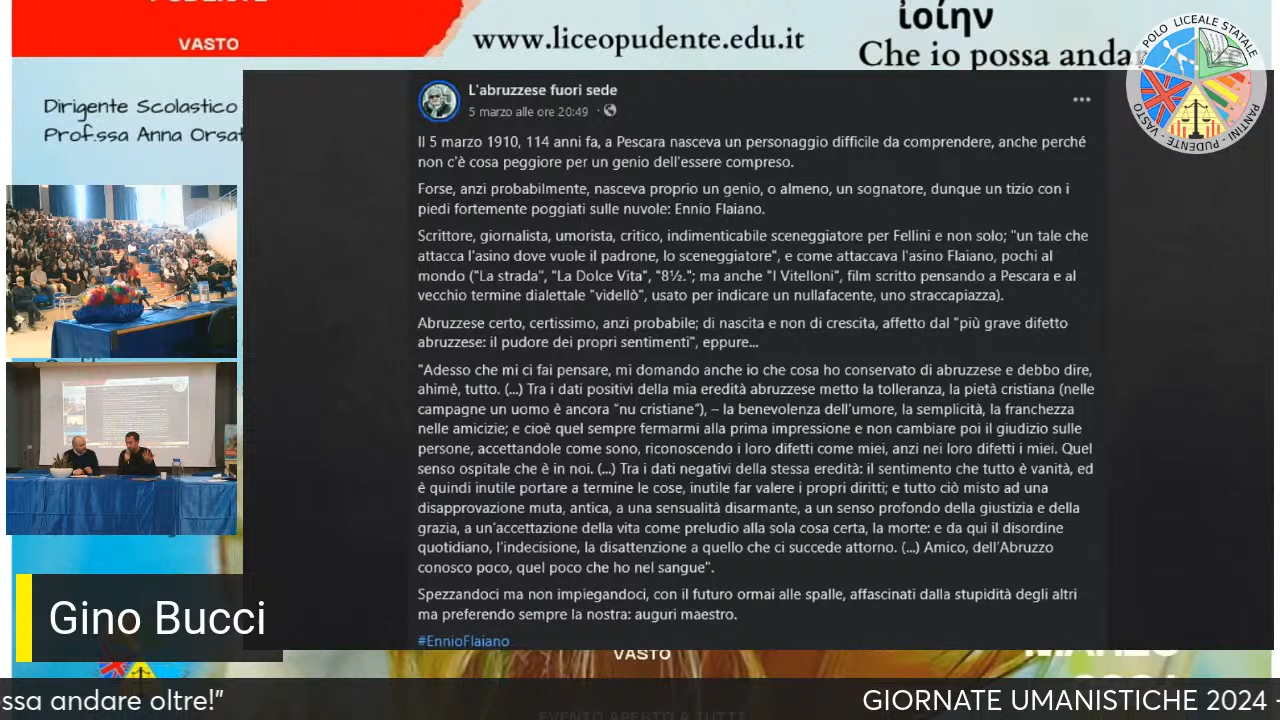 VASTO
www.liceopudente.edu.it
ἰοίην
Che io possa andar
POLO LICEALE STATALE
PANTINI-PUDENTE - VASTO
Dirigente Scolastico
Prof.ssa Anna Orsat
L'abruzzese fuori sede
5 marzo alle ore 20:49 ·
Il 5 marzo 1910, 114 anni fa, a Pescara nasceva un personaggio difficile da comprendere, anche perché
non c'è cosa peggiore per un genio dell'essere compreso.
Forse, anzi probabilmente, nasceva proprio un genio, o almeno, un sognatore, dunque un tizio con i
piedi fortemente poggiati sulle nuvole: Ennio Flaiano.
Scrittore, giornalista, umorista, critico, indimenticabile sceneggiatore per Fellini e non solo; "un tale che
attacca l'asino dove vuole il padrone, lo sceneggiatore", e come attaccava l'asino Flaiano, pochi al
mondo ("La strada", "La Dolce Vita", "8½."; ma anche "I Vitelloni", film scritto pensando a Pescara e al
vecchio termine dialettale "videllò", usato per indicare un nullafacente, uno straccapiazza).
Abruzzese certo, certissimo, anzi probabile; di nascita e non di crescita, affetto dal "più grave difetto
abruzzese: il pudore dei propri sentimenti", eppure...
"Adesso che mi ci fai pensare, mi domando anche io che cosa ho conservato di abruzzese e debbo dire,
ahimè, tutto. (...) Tra i dati positivi della mia eredità abruzzese metto la tolleranza, la pietà cristiana (nelle
campagne un uomo è ancora “nu cristiane”), – la benevolenza dell'umore, la semplicità, la franchezza
nelle amicizie; e cioè quel sempre fermarmi alla prima impressione e non cambiare poi il giudizio sulle
persone, accettandole come sono, riconoscendo i loro difetti come miei, anzi nei loro difetti i miei. Quel
senso ospitale che è in noi. (...) Tra i dati negativi della stessa eredità: il sentimento che tutto è vanità, ed
è quindi inutile portare a termine le cose, inutile far valere i propri diritti; e tutto ciò misto ad una
disapprovazione muta, antica, a una sensualità disarmante, a un senso profondo della giustizia e della
grazia, a un'accettazione della vita come preludio alla sola cosa certa, la morte: e da qui il disordine
quotidiano, l'indecisione, la disattenzione a quello che ci succede attorno. (...) Amico, dell'Abruzzo
conosco poco, quel poco che ho nel sangue".
Spezzandoci ma non impiegandoci, con il futuro ormai alle spalle, affascinati dalla stupidità degli altri
ma preferendo sempre la nostra: auguri maestro.
#EnnioFlaiano
Gino Bucci
VASTO
ssa andare oltre!”
GIORNATE UMANISTICHE 2024 -
EVENTO APERTO A TUTTI